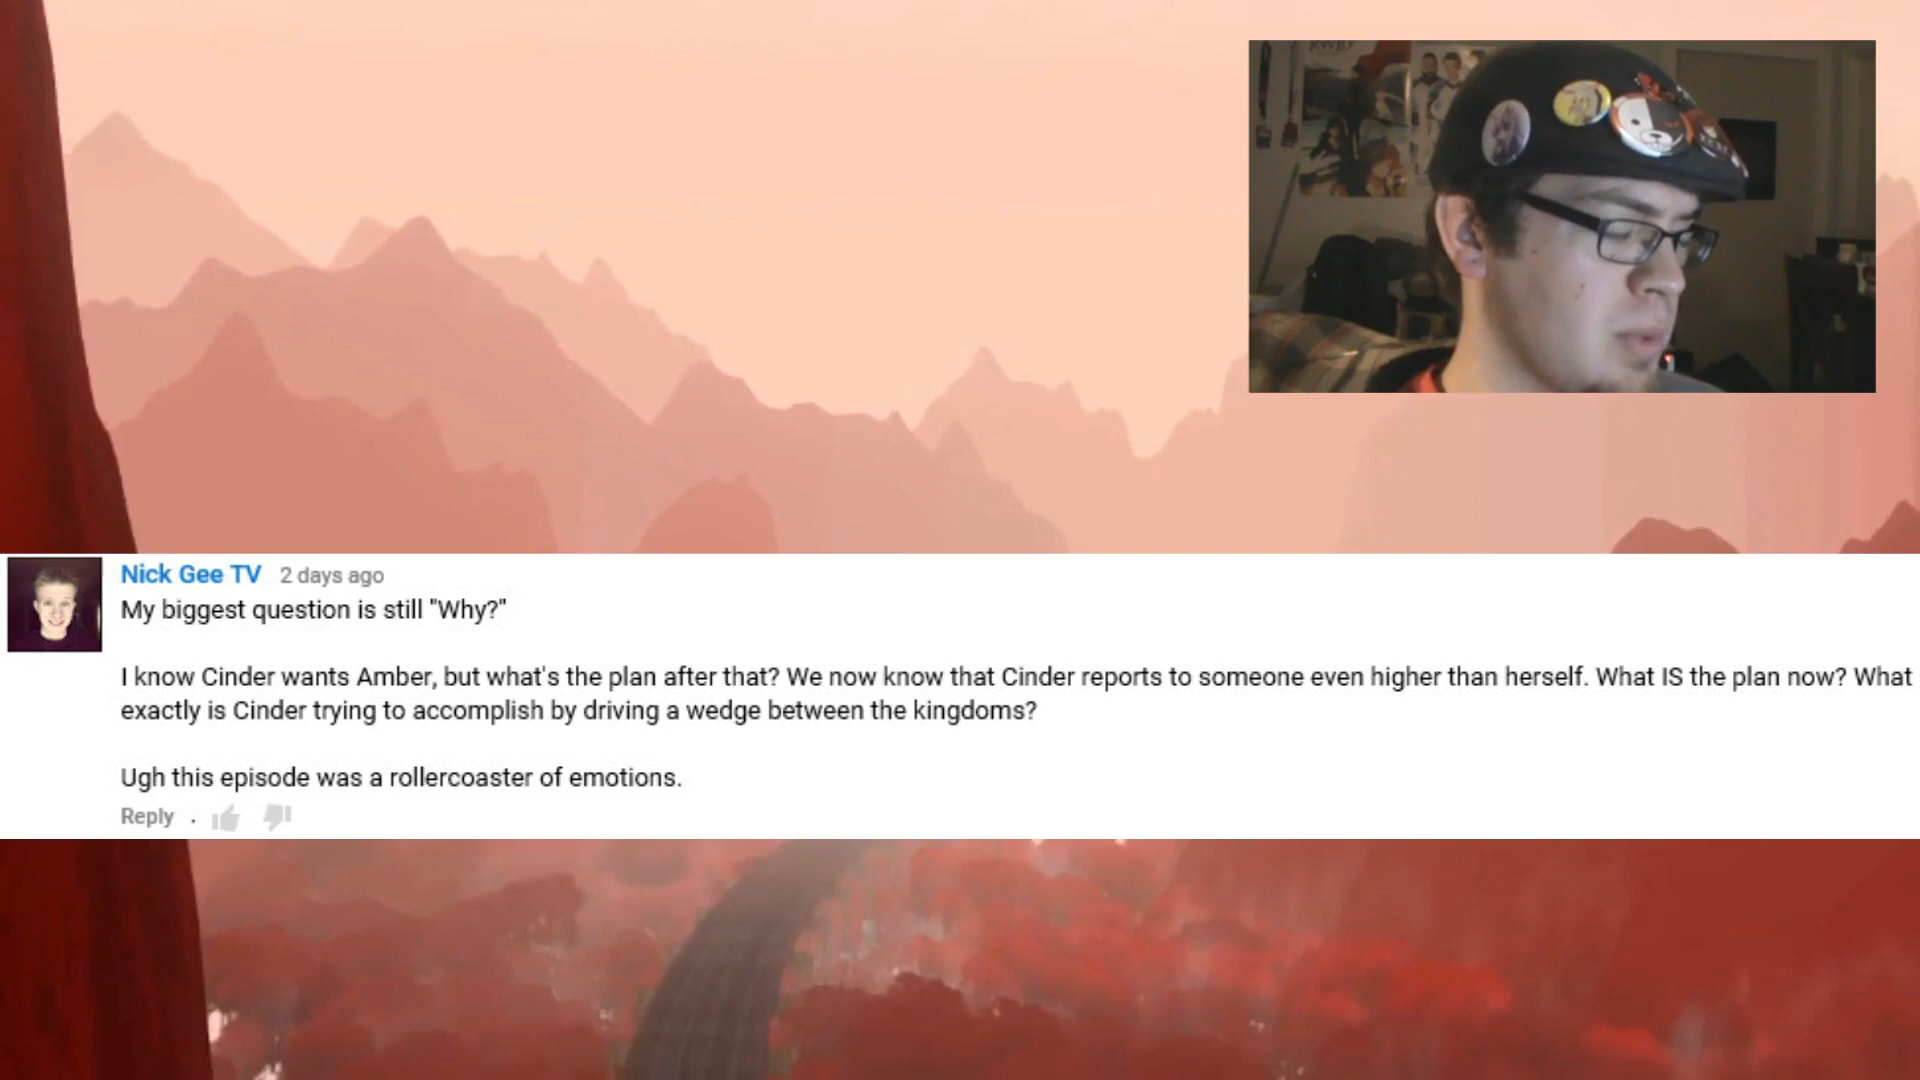 RWBY
Nick Gee TV 2 days ago
My biggest question is still "Why?"
I know Cinder wants Amber, but what's the plan after that? We now know that Cinder reports to someone even higher than herself. What IS the plan now? What
exactly is Cinder trying to accomplish by driving a wedge between the kingdoms?
Ugh this episode was a rollercoaster of emotions.
Reply .